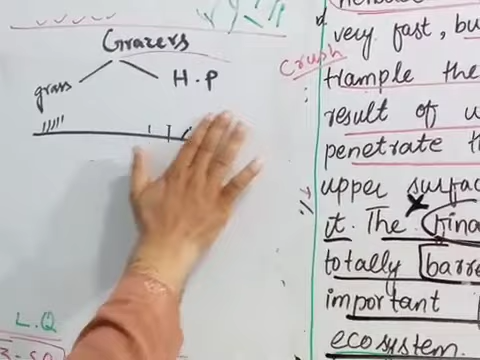 Grazers
grass
H.P
Crush
very fast, bu
trample the
result of u
penetrate t
upper surfac
it. The
totally barre
important
ecosystem.
L.Q